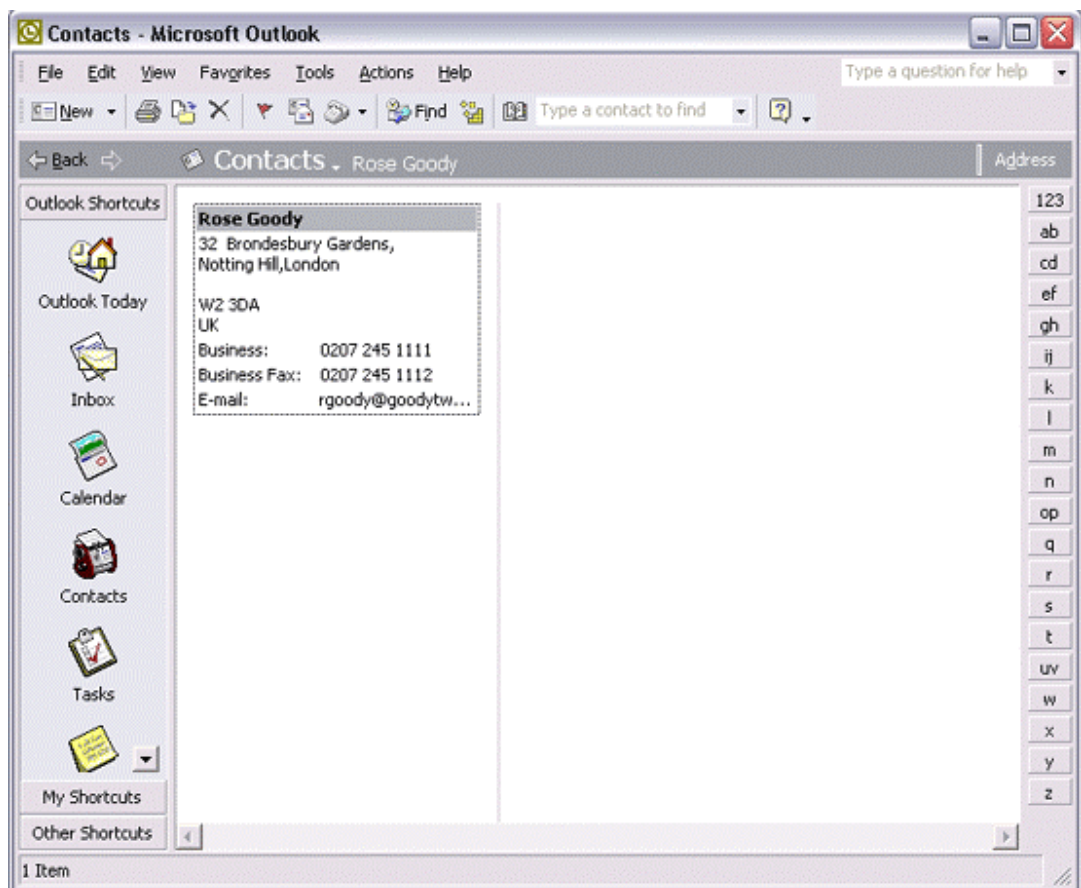 Contacts - Microsoft Outlook
File Edit View Favorites Tools Actions Help Type a question for help
New Find Type a contact to find
Back Contacts Rose Goody Address
Outlook Shortcuts
Outlook Today
Inbox
Calendar
Contacts
Tasks
My Shortcuts
Other Shortcuts
Rose Goody
32 Brondesbury Gardens,
Notting Hill,London
W2 3DA
UK
Business: 0207 245 1111
Business Fax: 0207 245 1112
E-mail: rgoody@goodytw...
123
ab
cd
ef
gh
ij
k
l
m
n
op
q
r
s
t
uv
w
x
y
z
1 Item